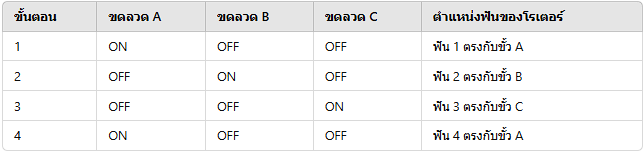 ขั้นตอน ขดลวด A ขดลวด B ขดลวด C ตำแหน่งฟันของโรเตอร์
1 ON OFF OFF ฟัน 1 ตรงกับขั้ว A
2 OFF ON OFF ฟัน 2 ตรงกับขั้ว B
3 OFF OFF ON ฟัน 3 ตรงกับขั้ว C
4 ON OFF OFF ฟัน 4 ตรงกับขั้ว A